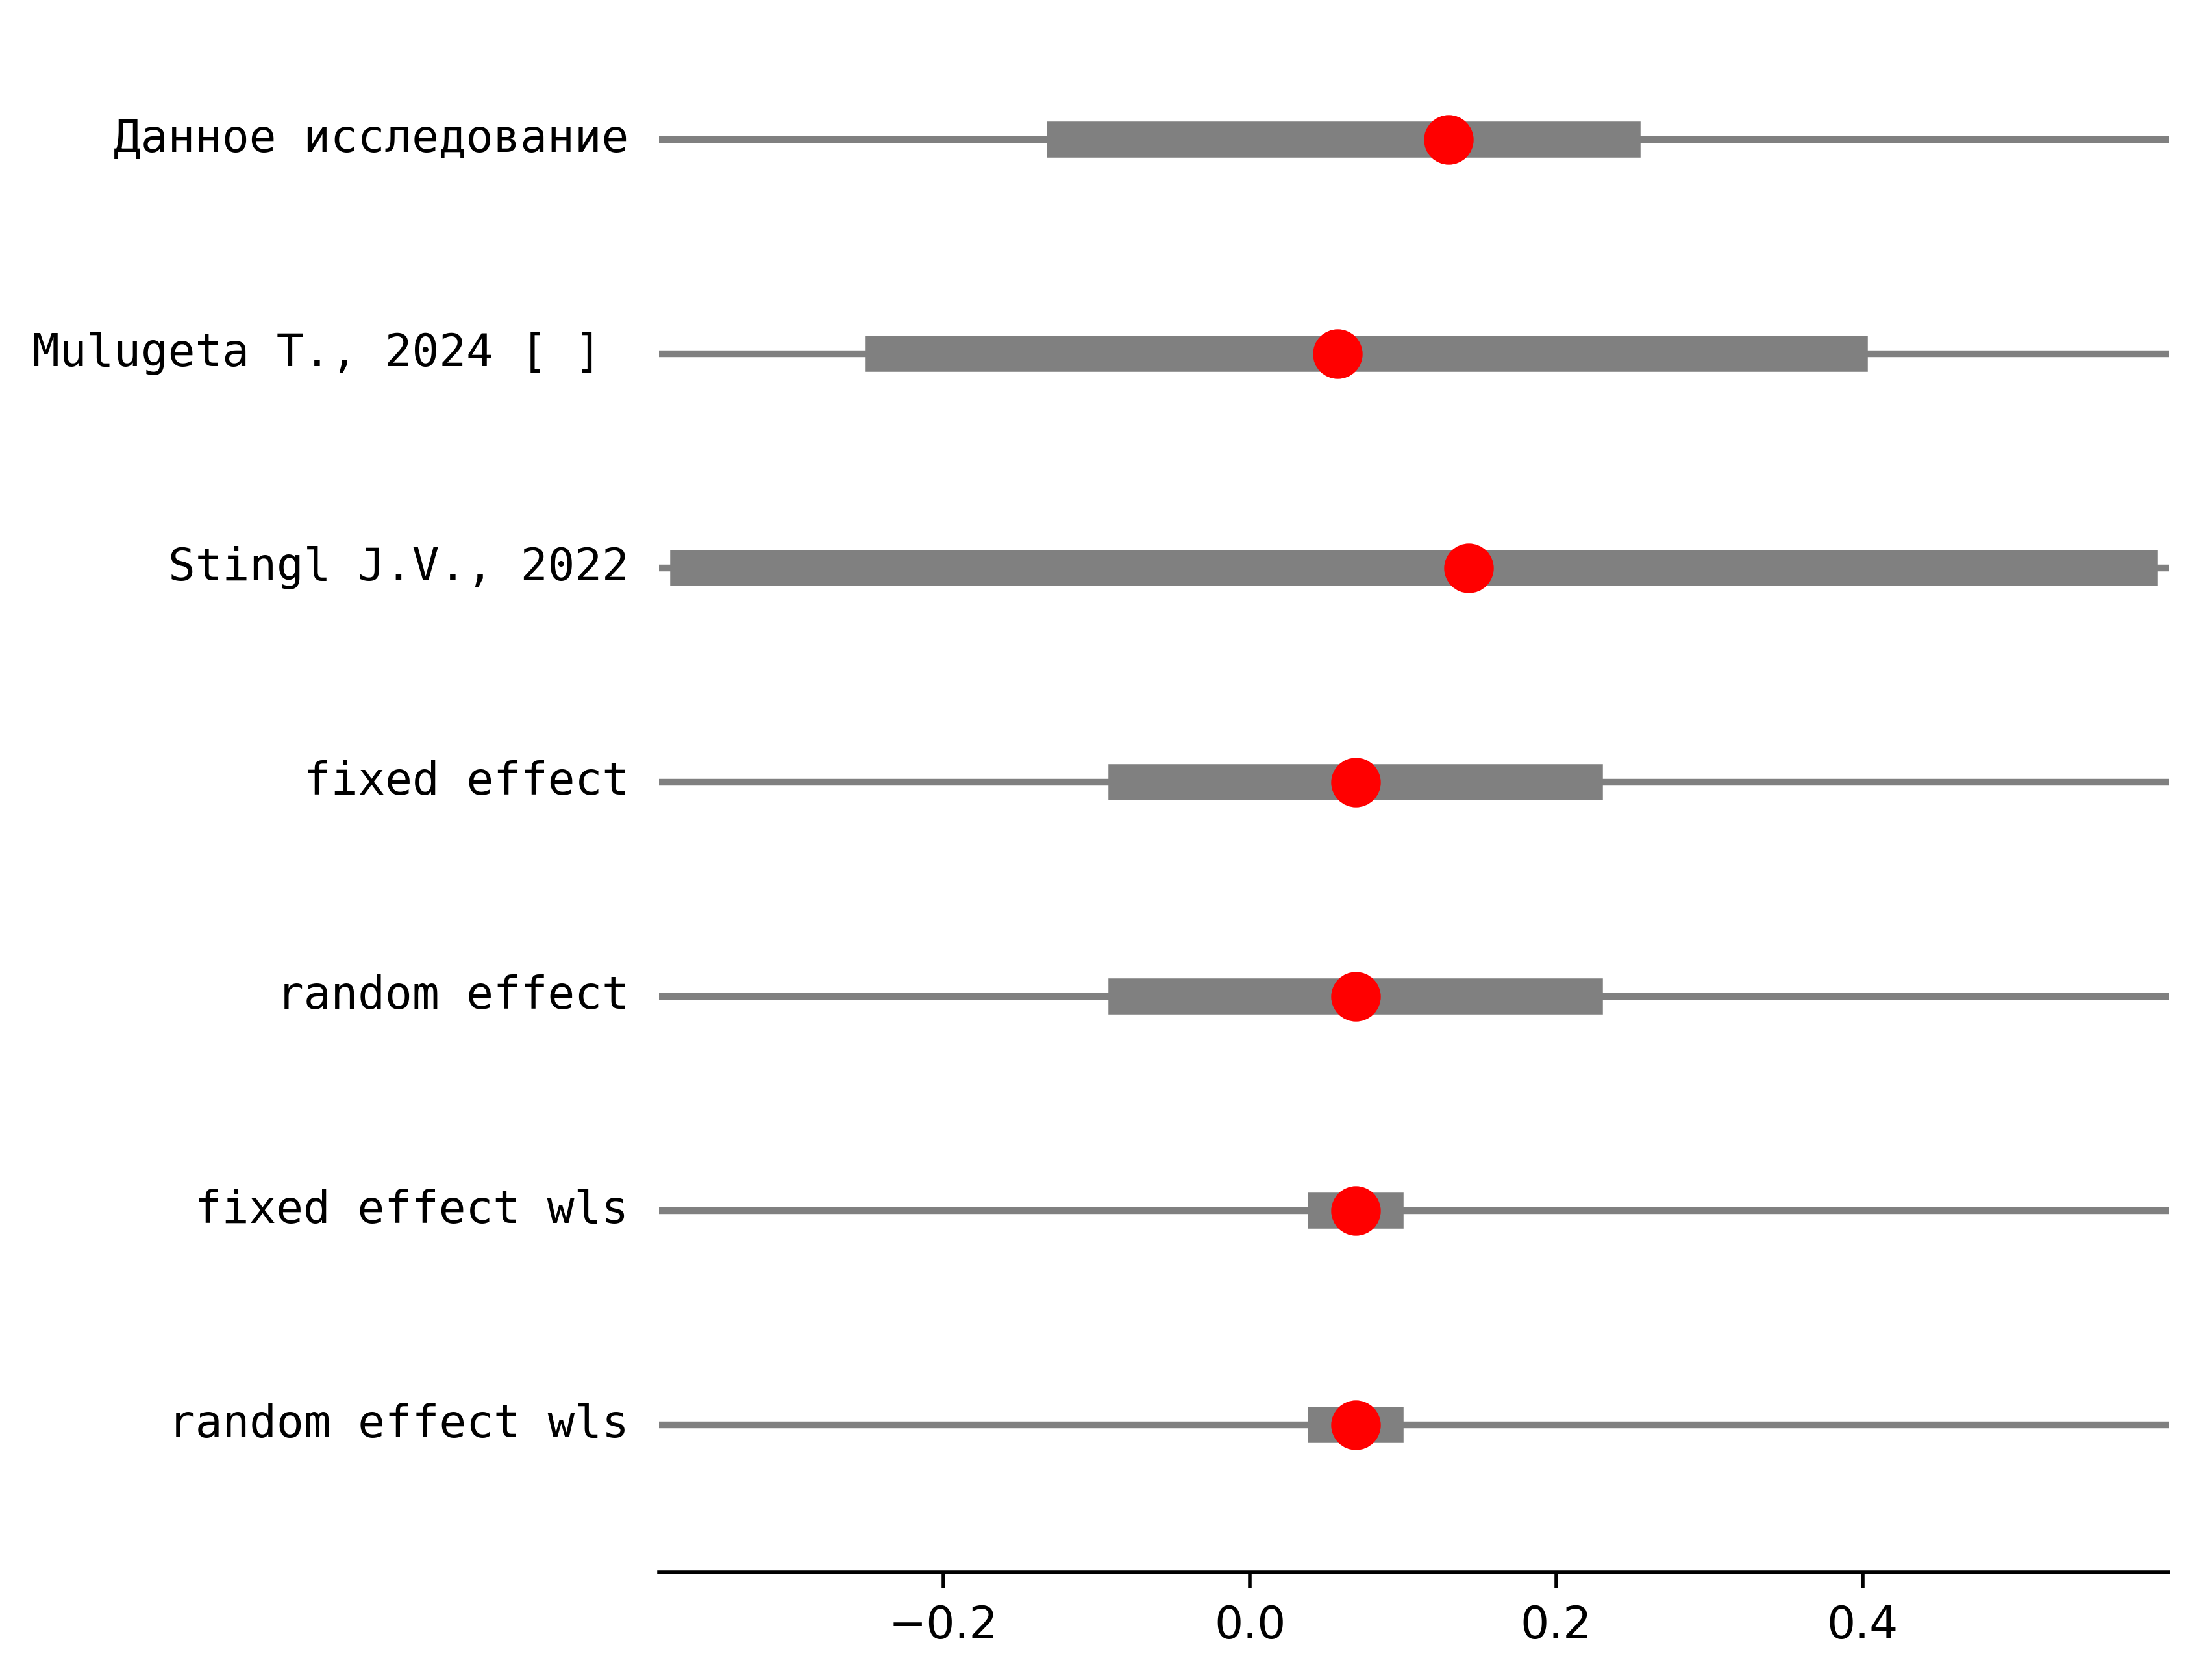 Данное исследование
Mulugeta T., 2024 [ ]
Stingl J.V., 2022
fixed effect
random effect
fixed effect wls
random effect wls
−0.2 0.0 0.2 0.4